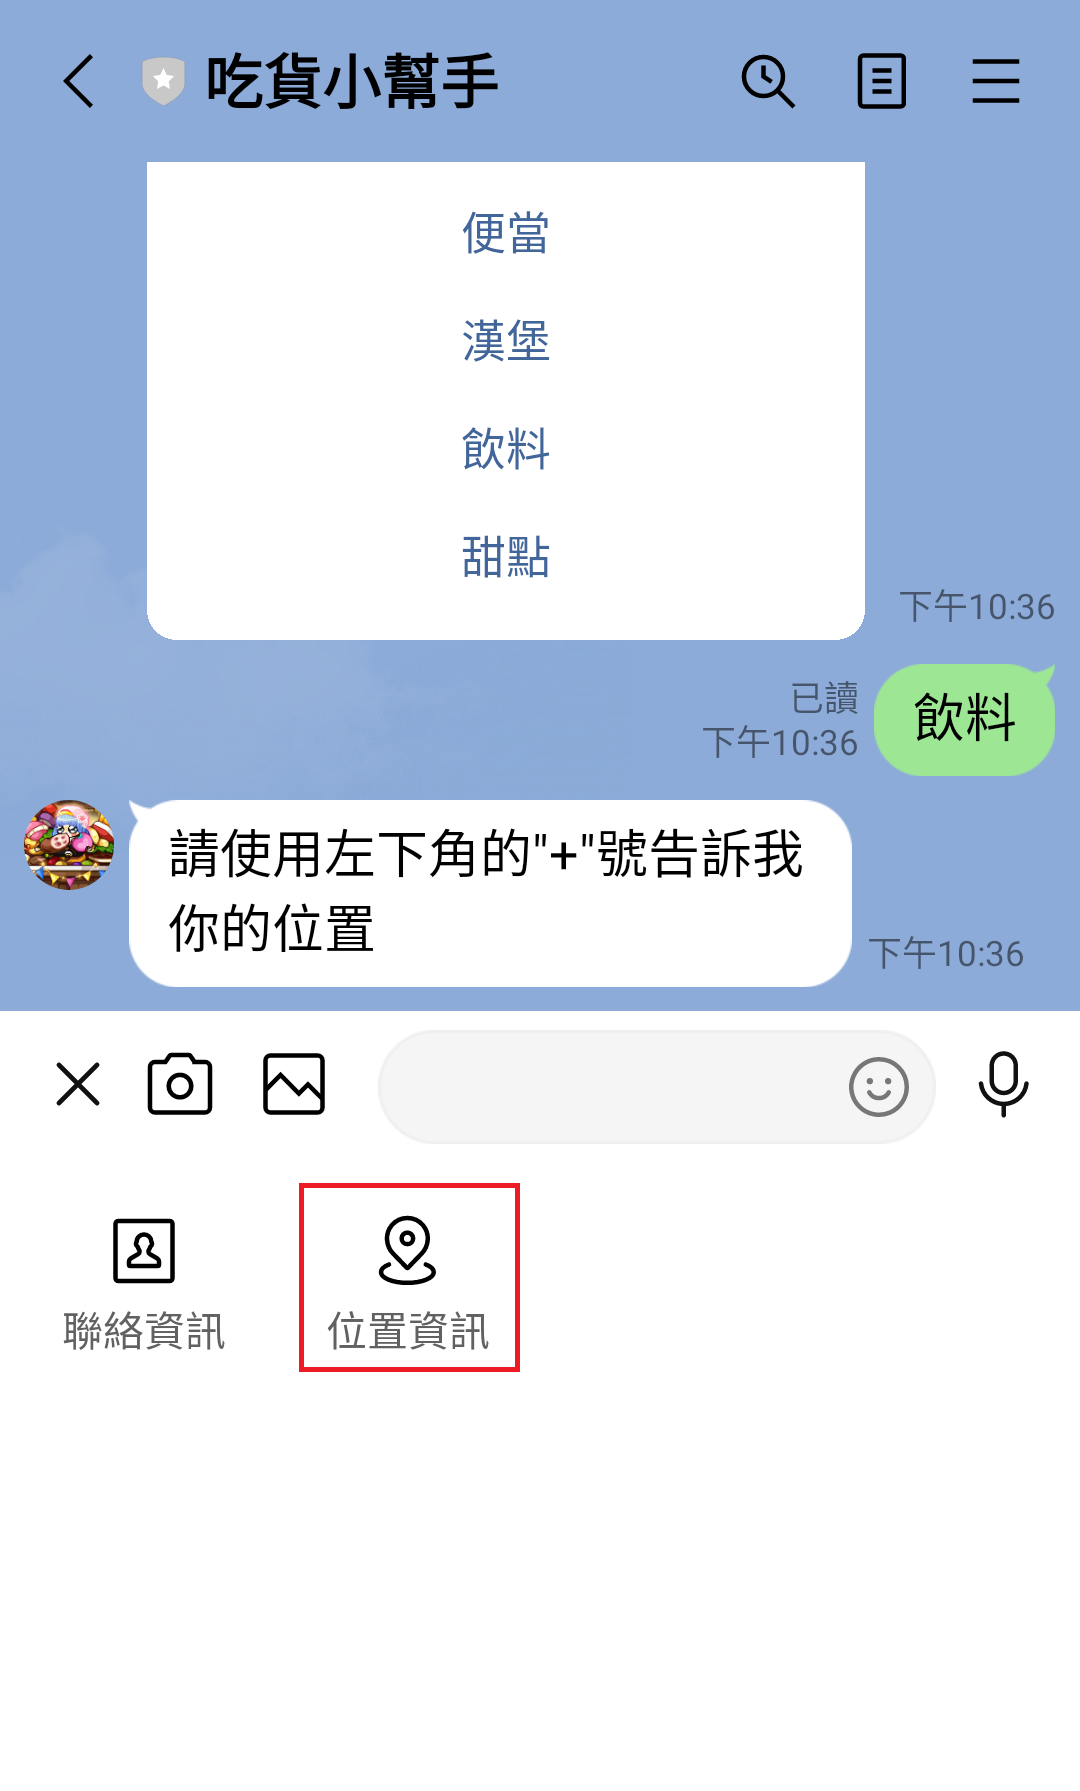 吃貨小幫手
便當
漢堡
飲料
甜點
下午10:36
已讀
下午10:36
飲料
請使用左下角的"+"號告訴我
你的位置
下午10:36
聯絡資訊
位置資訊